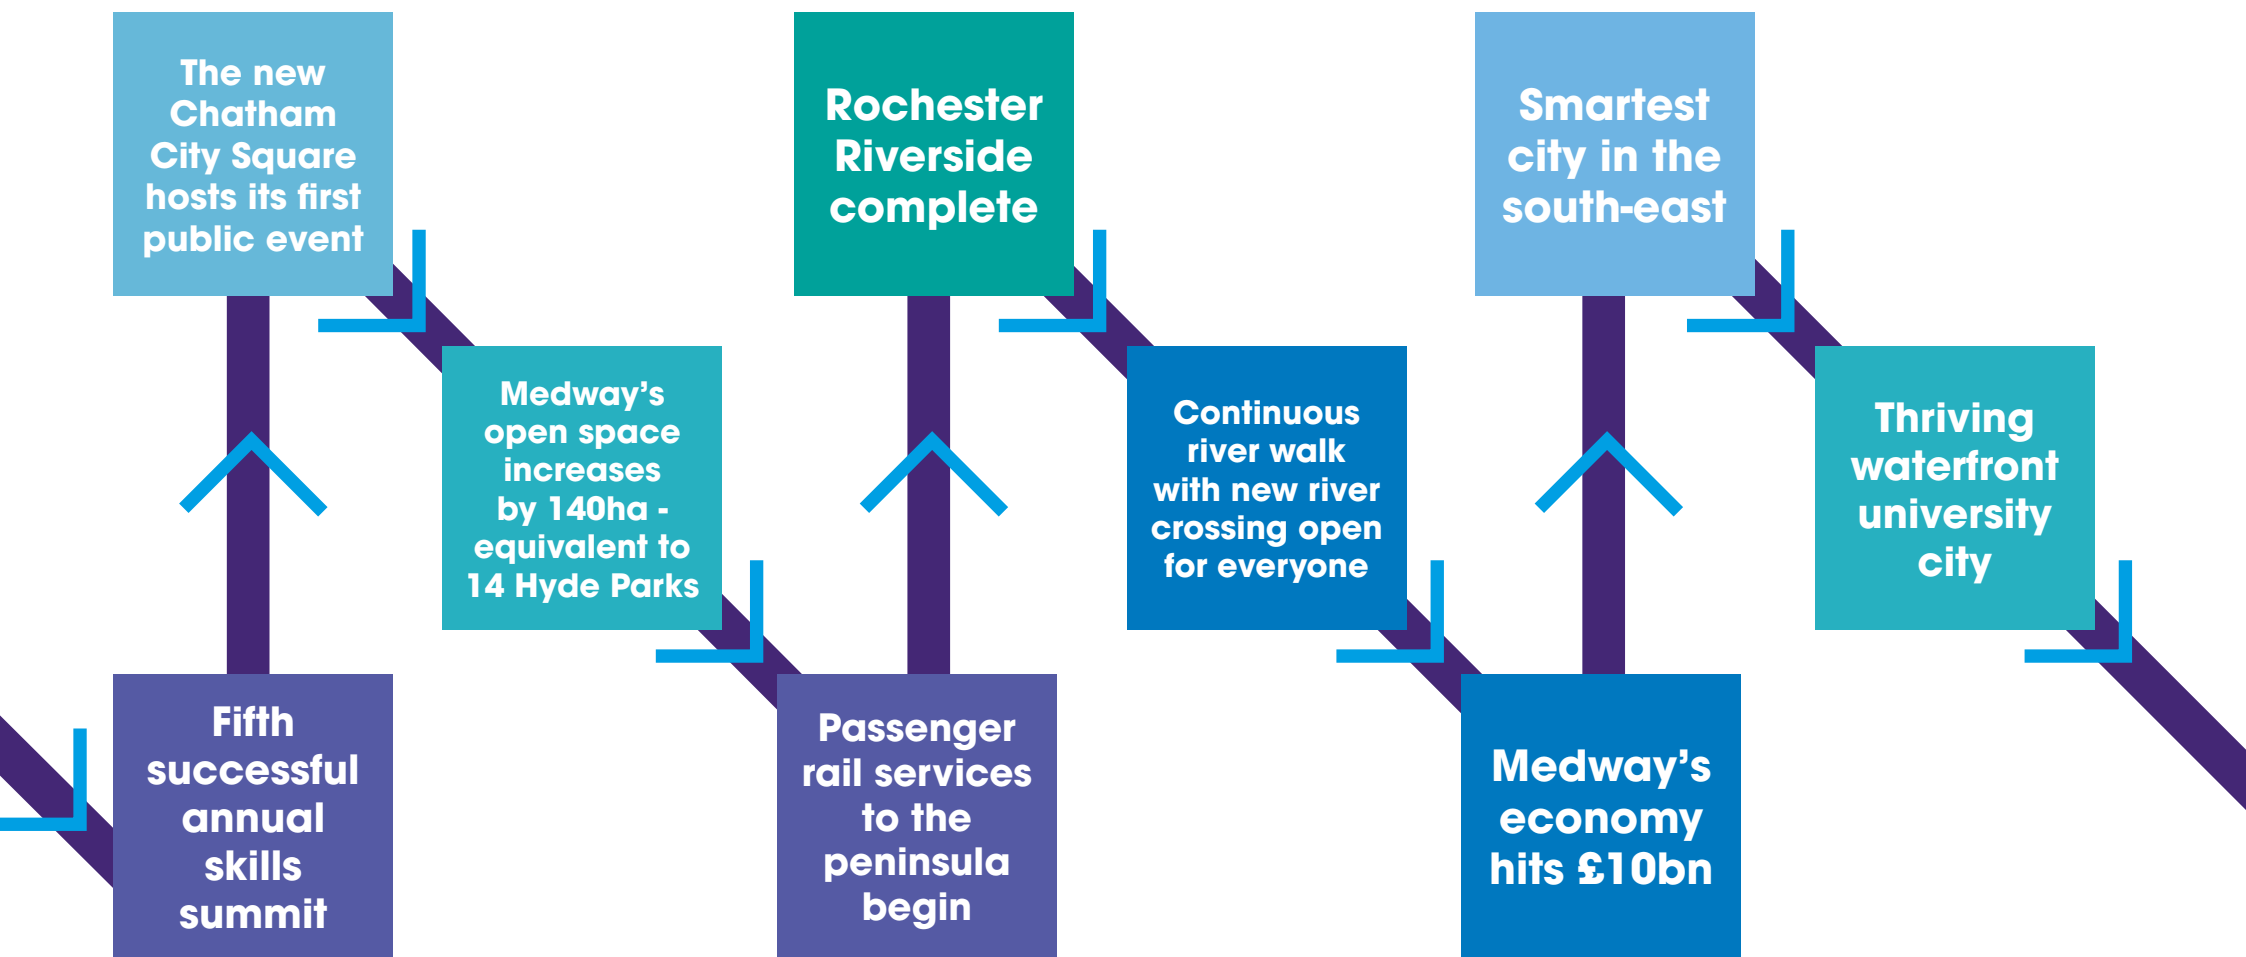 Fifth
successful
annual
skills
summit
The new
Chatham
City Square
hosts its first
public event
Medway’s
open space
increases
by 140ha -
equivalent to
14 Hyde Parks
Passenger
rail services
to the
peninsula
begin
Rochester
Riverside
complete
Continuous
river walk
with new river
crossing open
for everyone
Medway’s
economy
hits £10bn
Smartest
city in the
south-east
Thriving
waterfront
university
city